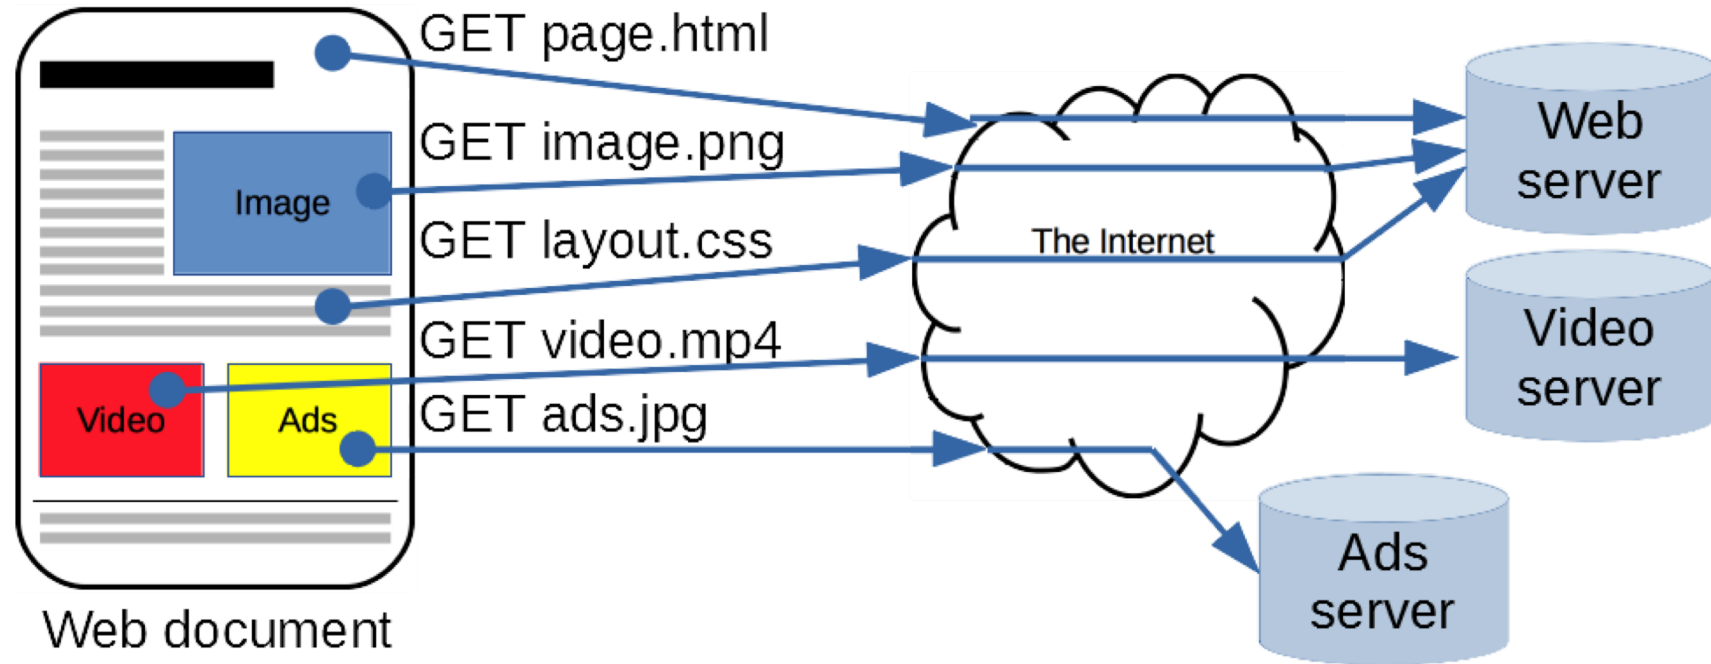 GET page.html
GET image.png
Image
GET layout.css
GET video.mp4
Video
Ads
GET ads.jpg
Web document
The Internet
Web
server
Video
server
Ads
server